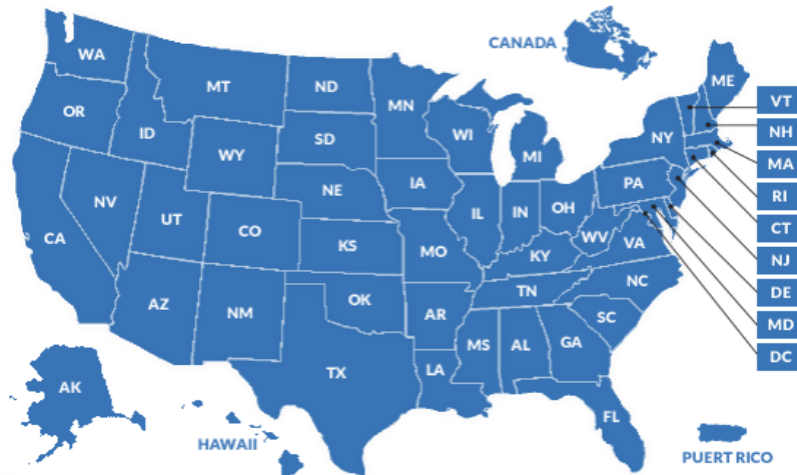 CANADA
WA
MT
ND
MN
ME
VT
OR
ID
WY
SD
WI
MI
NY
NH
MA
NV
UT
CO
NE
IA
IL
IN
OH
PA
RI
CT
CA
KS
MO
KY
WV
VA
NJ
AZ
NM
OK
AR
TN
NC
DE
SC
MD
TX
LA
MS
AL
GA
DC
AK
FL
HAWAII
PUERT RICO